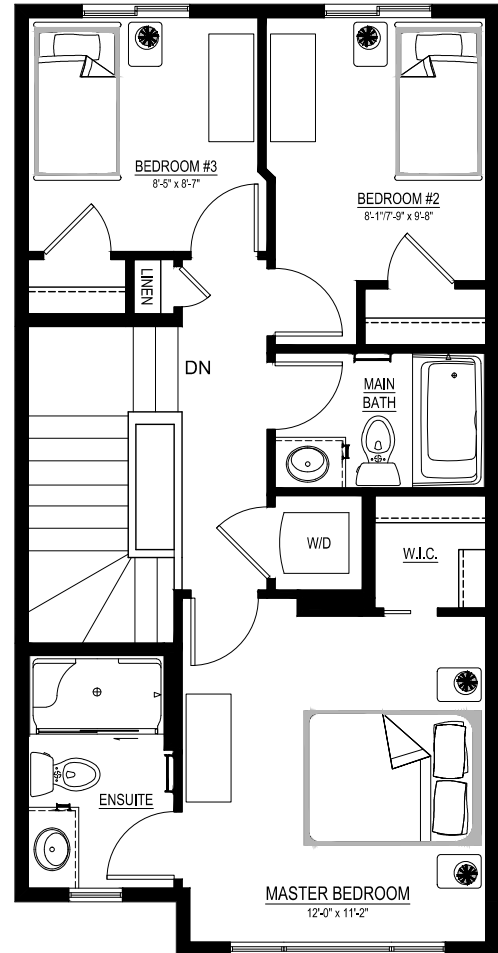 BEDROOM #3
8'-5" x 8'-7"
BEDROOM #2
8'-1"/7'-9" x 9'-8"
LINEN
DN
MAIN
BATH
W/D
W.I.C.
ENSUITE
MASTER BEDROOM
12'-0" x 11'-2"